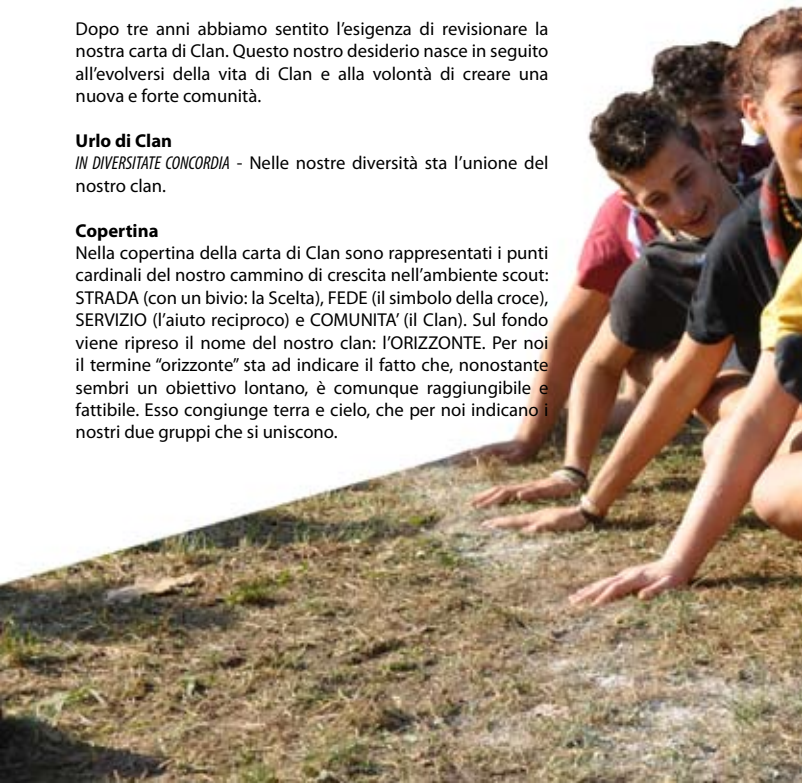 Dopo tre anni abbiamo sentito l’esigenza di revisionare la
nostra carta di Clan. Questo nostro desiderio nasce in seguito
all’evolversi della vita di Clan e alla volontà di creare una
nuova e forte comunità.
Urlo di Clan
IN DIVERSITATE CONCORDIA - Nelle nostre diversità sta l’unione del
nostro clan.
Copertina
Nella copertina della carta di Clan sono rappresentati i punti
cardinali del nostro cammino di crescita nell’ambiente scout:
STRADA (con un bivio: la Scelta), FEDE (il simbolo della croce),
SERVIZIO (l’aiuto reciproco) e COMUNITA’ (il Clan). Sul fondo
viene ripreso il nome del nostro clan: l’ORIZZONTE. Per noi
il termine “orizzonte” sta ad indicare il fatto che, nonostante
sembri un obiettivo lontano, è comunque raggiungibile e
fattibile. Esso congiunge terra e cielo, che per noi indicano i
nostri due gruppi che si uniscono.